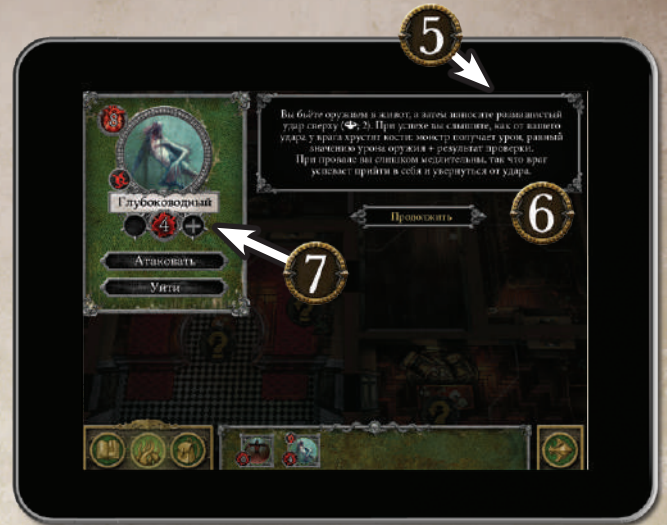 5
Вы бьёте оружием в живот, а затем наносите размашистый
удар сверху (; 2). При успехе вы слышите, как от вашего
удара у врага хрустят кости: монстр получает урон, равный
значению урона оружия + результат проверки.
При провале вы слишком медлительны, так что враг
успевает прийти в себя и увернуться от удара.
Глубоководный
4 +
Продолжить
6
7
Атаковать
Уйти